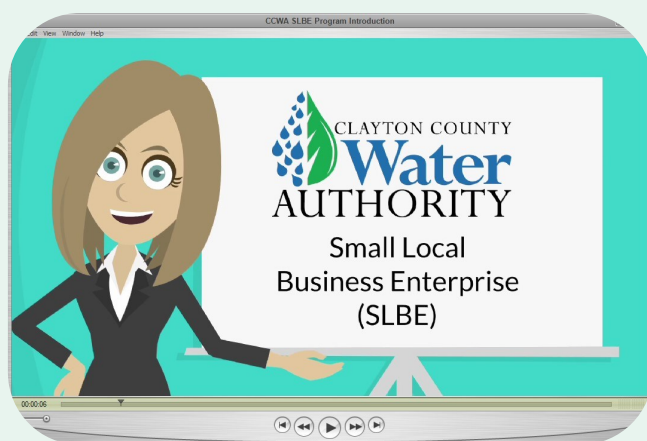 CCWA SLBE Program Introduction
Edit View Window Help
CLAYTON COUNTY
Water
AUTHORITY
Small Local
Business Enterprise
(SLBE)
00:00:06